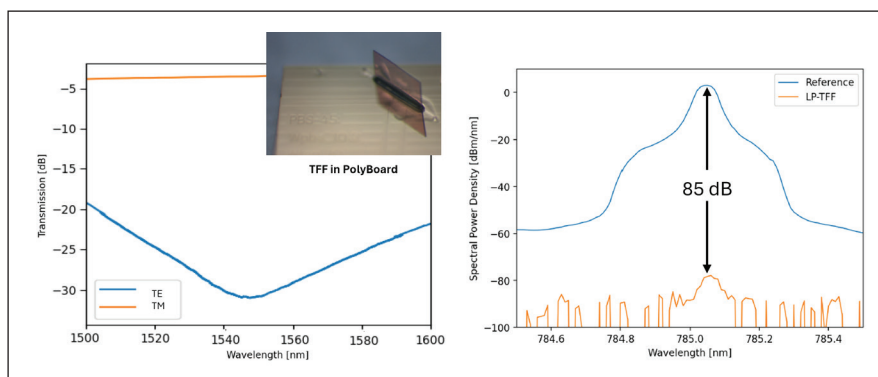 −5
−10
−15
−20
−25
−30
Transmission [dB]
TE
TM
1500
1520
1540
1560
1580
1600
Wavelength [nm]
TFF in PolyBoard
0
−20
−40
−60
−80
−100
Spectral Power Density [dBm/nm]
Reference
LP-TFF
85 dB
784.6
784.8
785.0
785.2
785.4
Wavelength [nm]